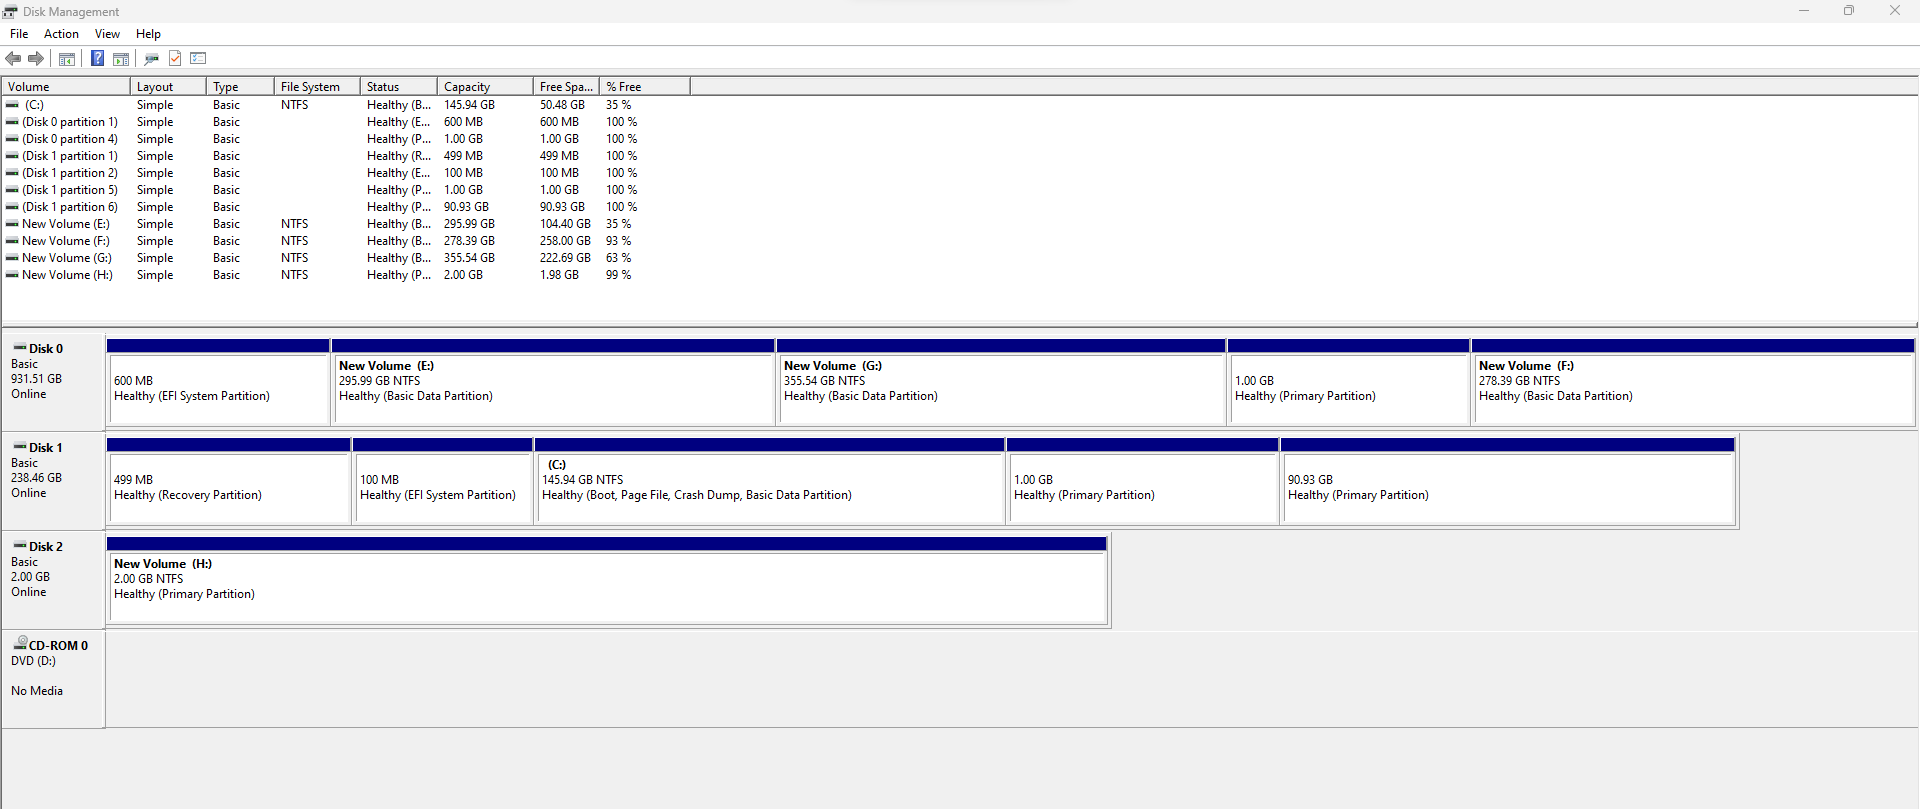 Disk Management
File Action View Help
Volume Layout Type File System Status Capacity Free Spa... % Free
(C:) Simple Basic NTFS Healthy (B... 145.94 GB 50.48 GB 35 %
(Disk 0 partition 1) Simple Basic Healthy (E... 600 MB 600 MB 100 %
(Disk 0 partition 4) Simple Basic Healthy (P... 1.00 GB 1.00 GB 100 %
(Disk 1 partition 1) Simple Basic Healthy (R... 499 MB 499 MB 100 %
(Disk 1 partition 2) Simple Basic Healthy (E... 100 MB 100 MB 100 %
(Disk 1 partition 5) Simple Basic Healthy (P... 1.00 GB 1.00 GB 100 %
(Disk 1 partition 6) Simple Basic Healthy (P... 90.93 GB 90.93 GB 100 %
New Volume (E:) Simple Basic NTFS Healthy (B... 295.99 GB 104.40 GB 35 %
New Volume (F:) Simple Basic NTFS Healthy (B... 278.39 GB 258.00 GB 93 %
New Volume (G:) Simple Basic NTFS Healthy (B... 355.54 GB 222.69 GB 63 %
New Volume (H:) Simple Basic NTFS Healthy (P... 2.00 GB 1.98 GB 99 %
Disk 0
Basic
931.51 GB
Online
600 MB
Healthy (EFI System Partition)
New Volume (E:)
295.99 GB NTFS
Healthy (Basic Data Partition)
New Volume (G:)
355.54 GB NTFS
Healthy (Basic Data Partition)
1.00 GB
Healthy (Primary Partition)
New Volume (F:)
278.39 GB NTFS
Healthy (Basic Data Partition)
Disk 1
Basic
238.46 GB
Online
499 MB
Healthy (Recovery Partition)
100 MB
Healthy (EFI System Partition)
(C:)
145.94 GB NTFS
Healthy (Boot, Page File, Crash Dump, Basic Data Partition)
1.00 GB
Healthy (Primary Partition)
90.93 GB
Healthy (Primary Partition)
Disk 2
Basic
2.00 GB
Online
New Volume (H:)
2.00 GB NTFS
Healthy (Primary Partition)
CD-ROM 0
DVD (D:)
No Media